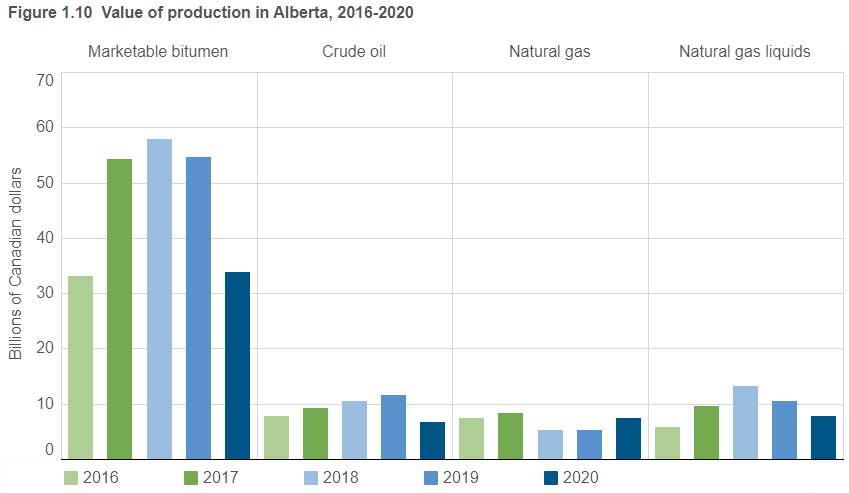 Figure 1.10  Value of production in Alberta, 2016-2020
Marketable bitumen Crude oil Natural gas Natural gas liquids
Billions of Canadian dollars
70
60
50
40
30
20
10
0
2016 2017 2018 2019 2020